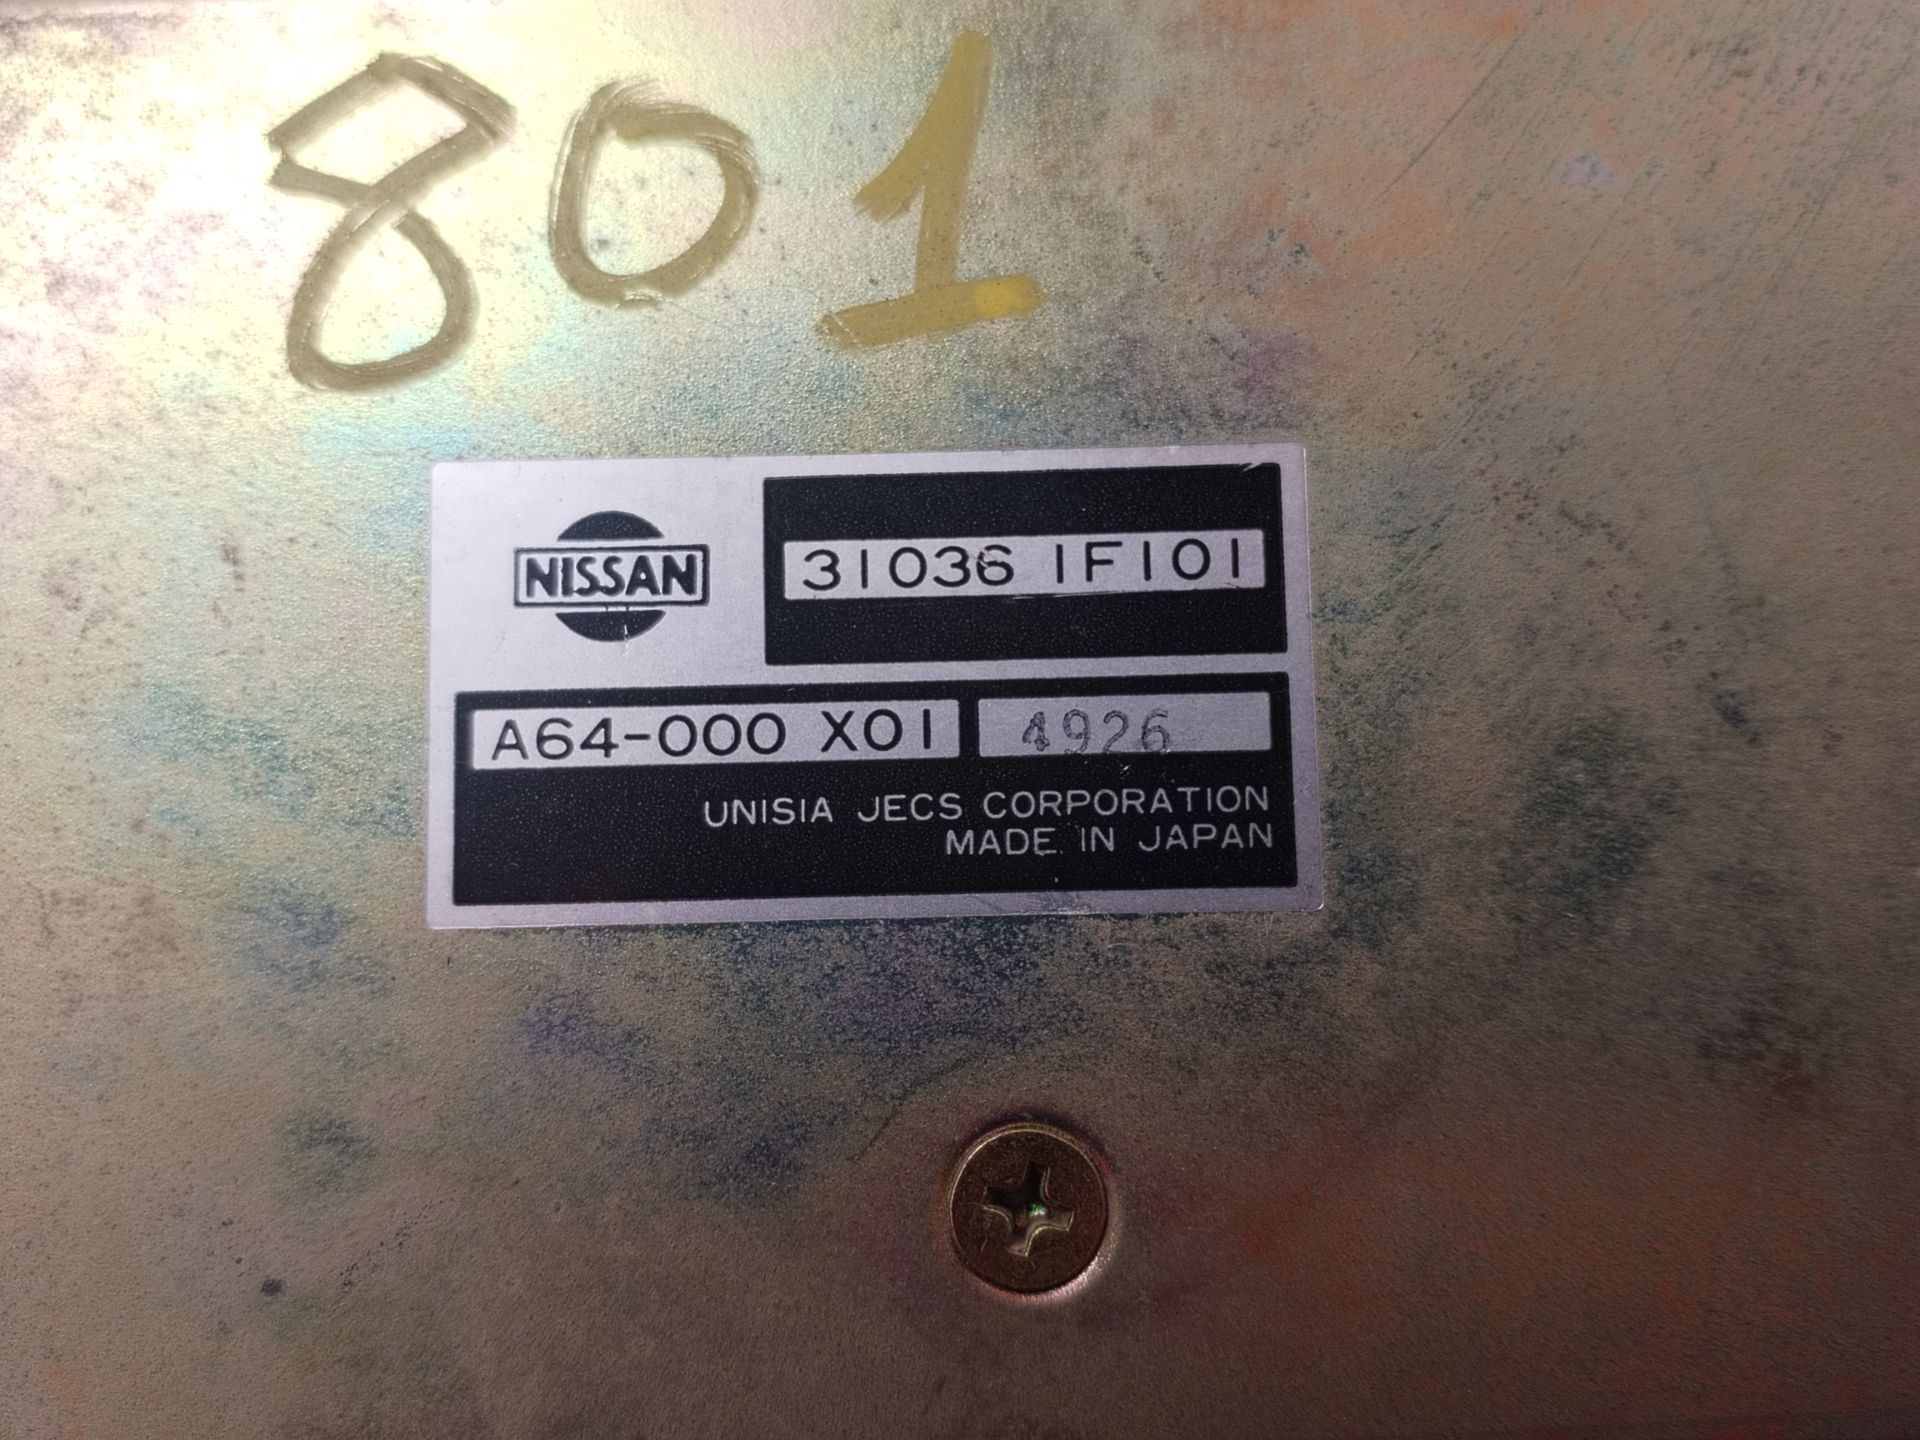 801
NISSAN
31036 1F101
A64-000 X01
4926
UNISIA JECS CORPORATION
MADE IN JAPAN